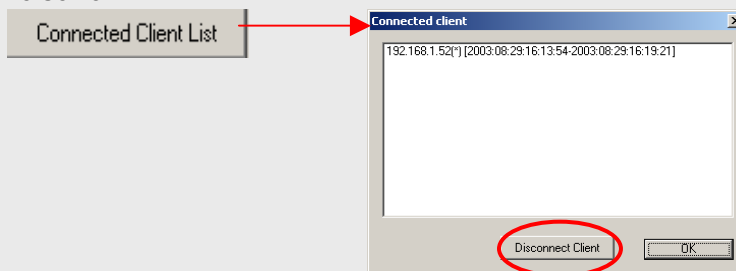 Connected Client List
Connected client
192.168.1.52(*) [2003:08:29:16:13:54-2003:08:29:16:19:21]
Disconnect Client
OK